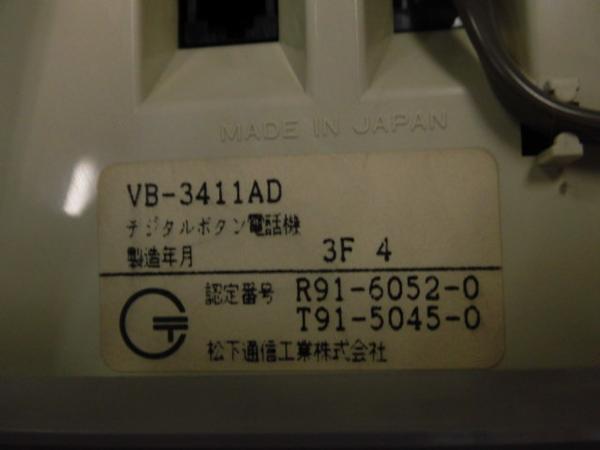 MADE IN JAPAN
VB-3411AD
デジタルボタン電話機
製造年月 3F 4
認定番号 R91-6052-0
T91-5045-0
松下通信工業株式会社